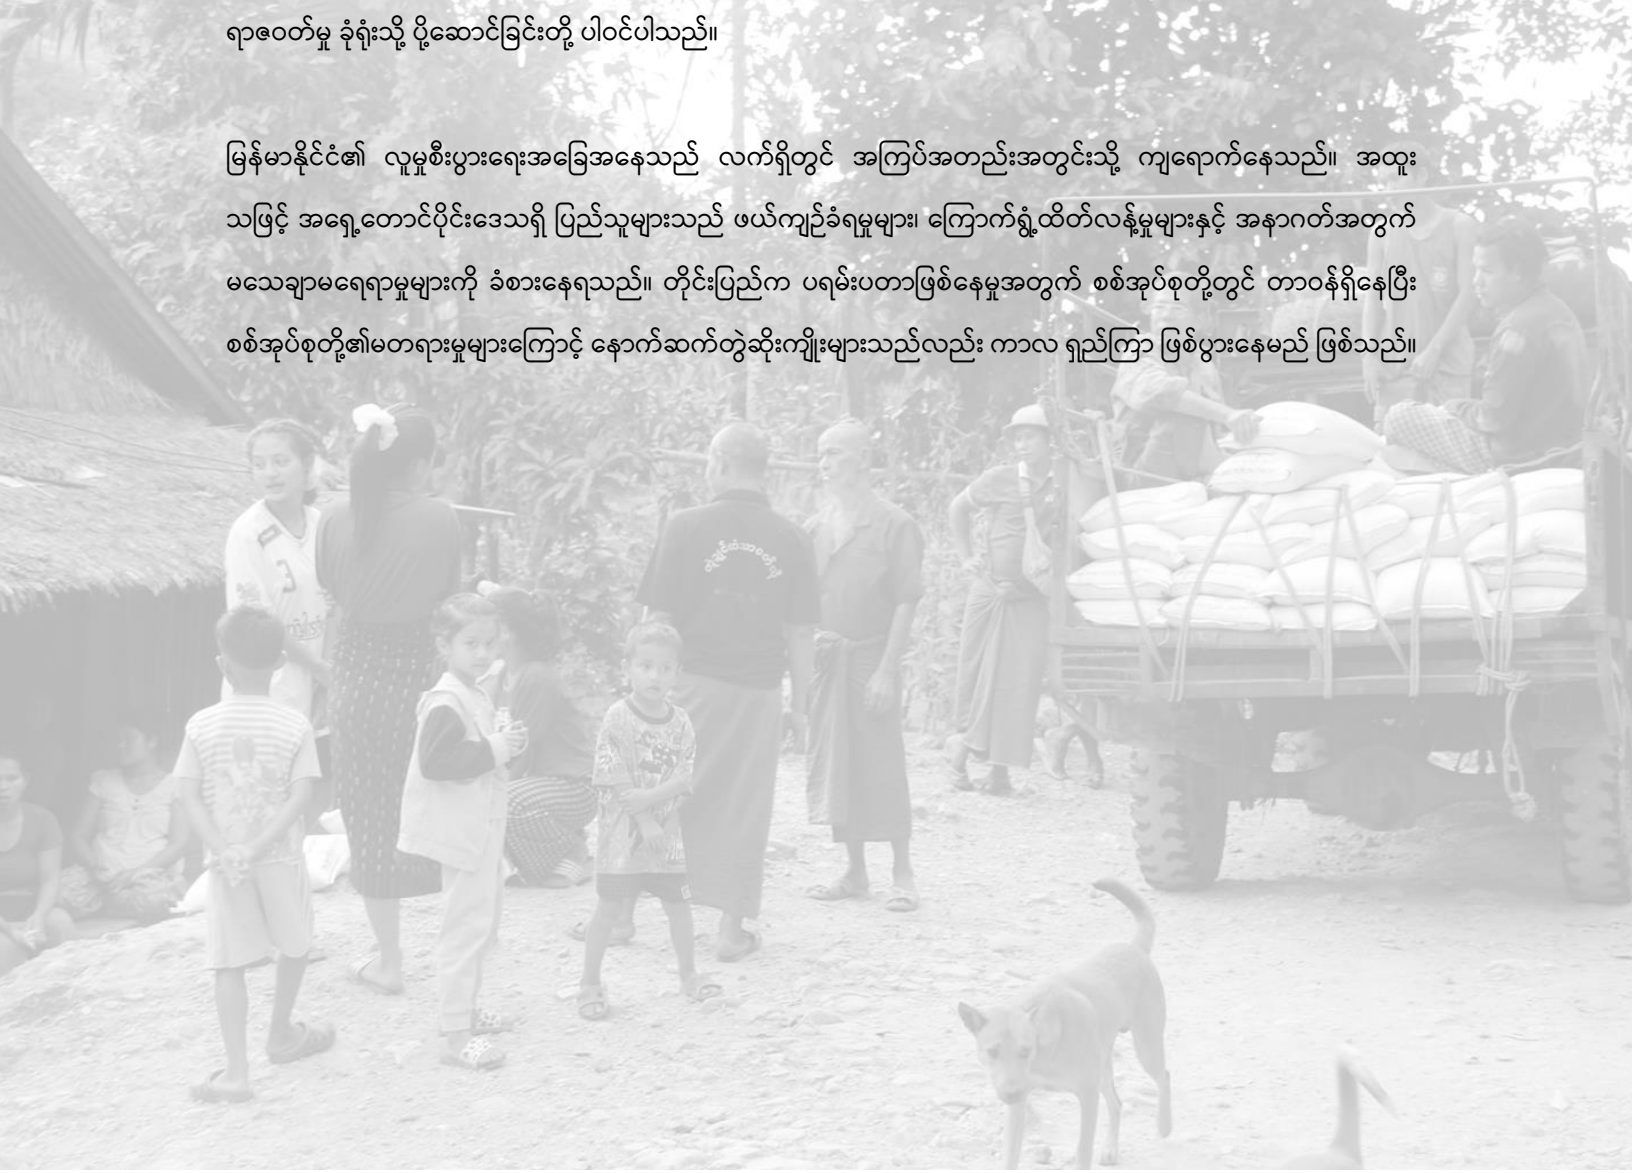 ရာဇဝတ်မှု ခုံရုံးသို့ ပို့ဆောင်ခြင်းတို့ ပါဝင်ပါသည်။
မြန်မာနိုင်ငံ၏ လူမှုစီးပွားရေးအခြေအနေသည် လက်ရှိတွင် အကြပ်အတည်းအတွင်းသို့ ကျရောက်နေသည်။ အထူး
သဖြင့် အရှေ့တောင်ပိုင်းဒေသရှိ ပြည်သူများသည် ဖယ်ကျဉ်ခံရမှုများ၊ ကြောက်ရွံ့ထိတ်လန့်မှုများနှင့် အနာဂတ်အတွက်
မသေချာမရေရာမှုများကို ခံစားနေရသည်။ တိုင်းပြည်က ပရမ်းပတာဖြစ်နေမှုအတွက် စစ်အုပ်စုတို့တွင် တာဝန်ရှိနေပြီး
စစ်အုပ်စုတို့၏မတရားမှုများကြောင့် နောက်ဆက်တွဲဆိုးကျိုးများသည်လည်း ကာလ ရှည်ကြာ ဖြစ်ပွားနေမည် ဖြစ်သည်။
3